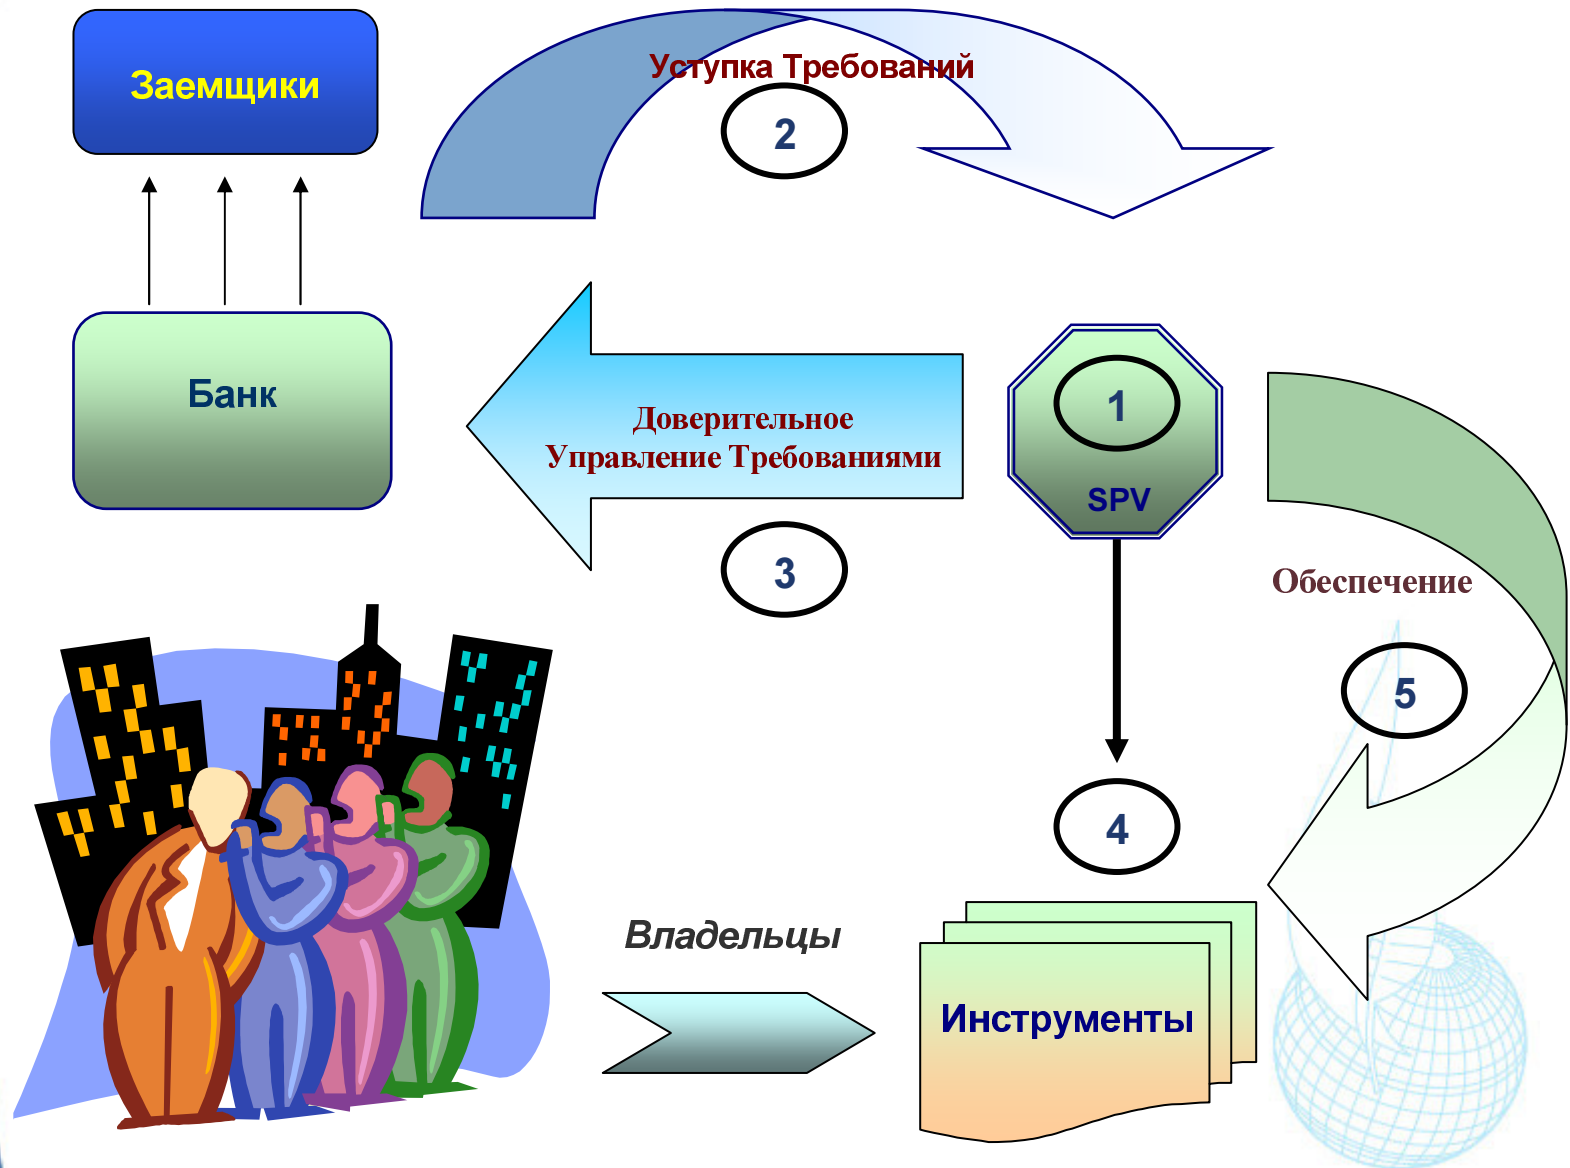 Заемщики
Уступка Требований
2
Банк
1
SPV
Доверительное
Управление Требованиями
3
Обеспечение
5
4
Владельцы
Инструменты